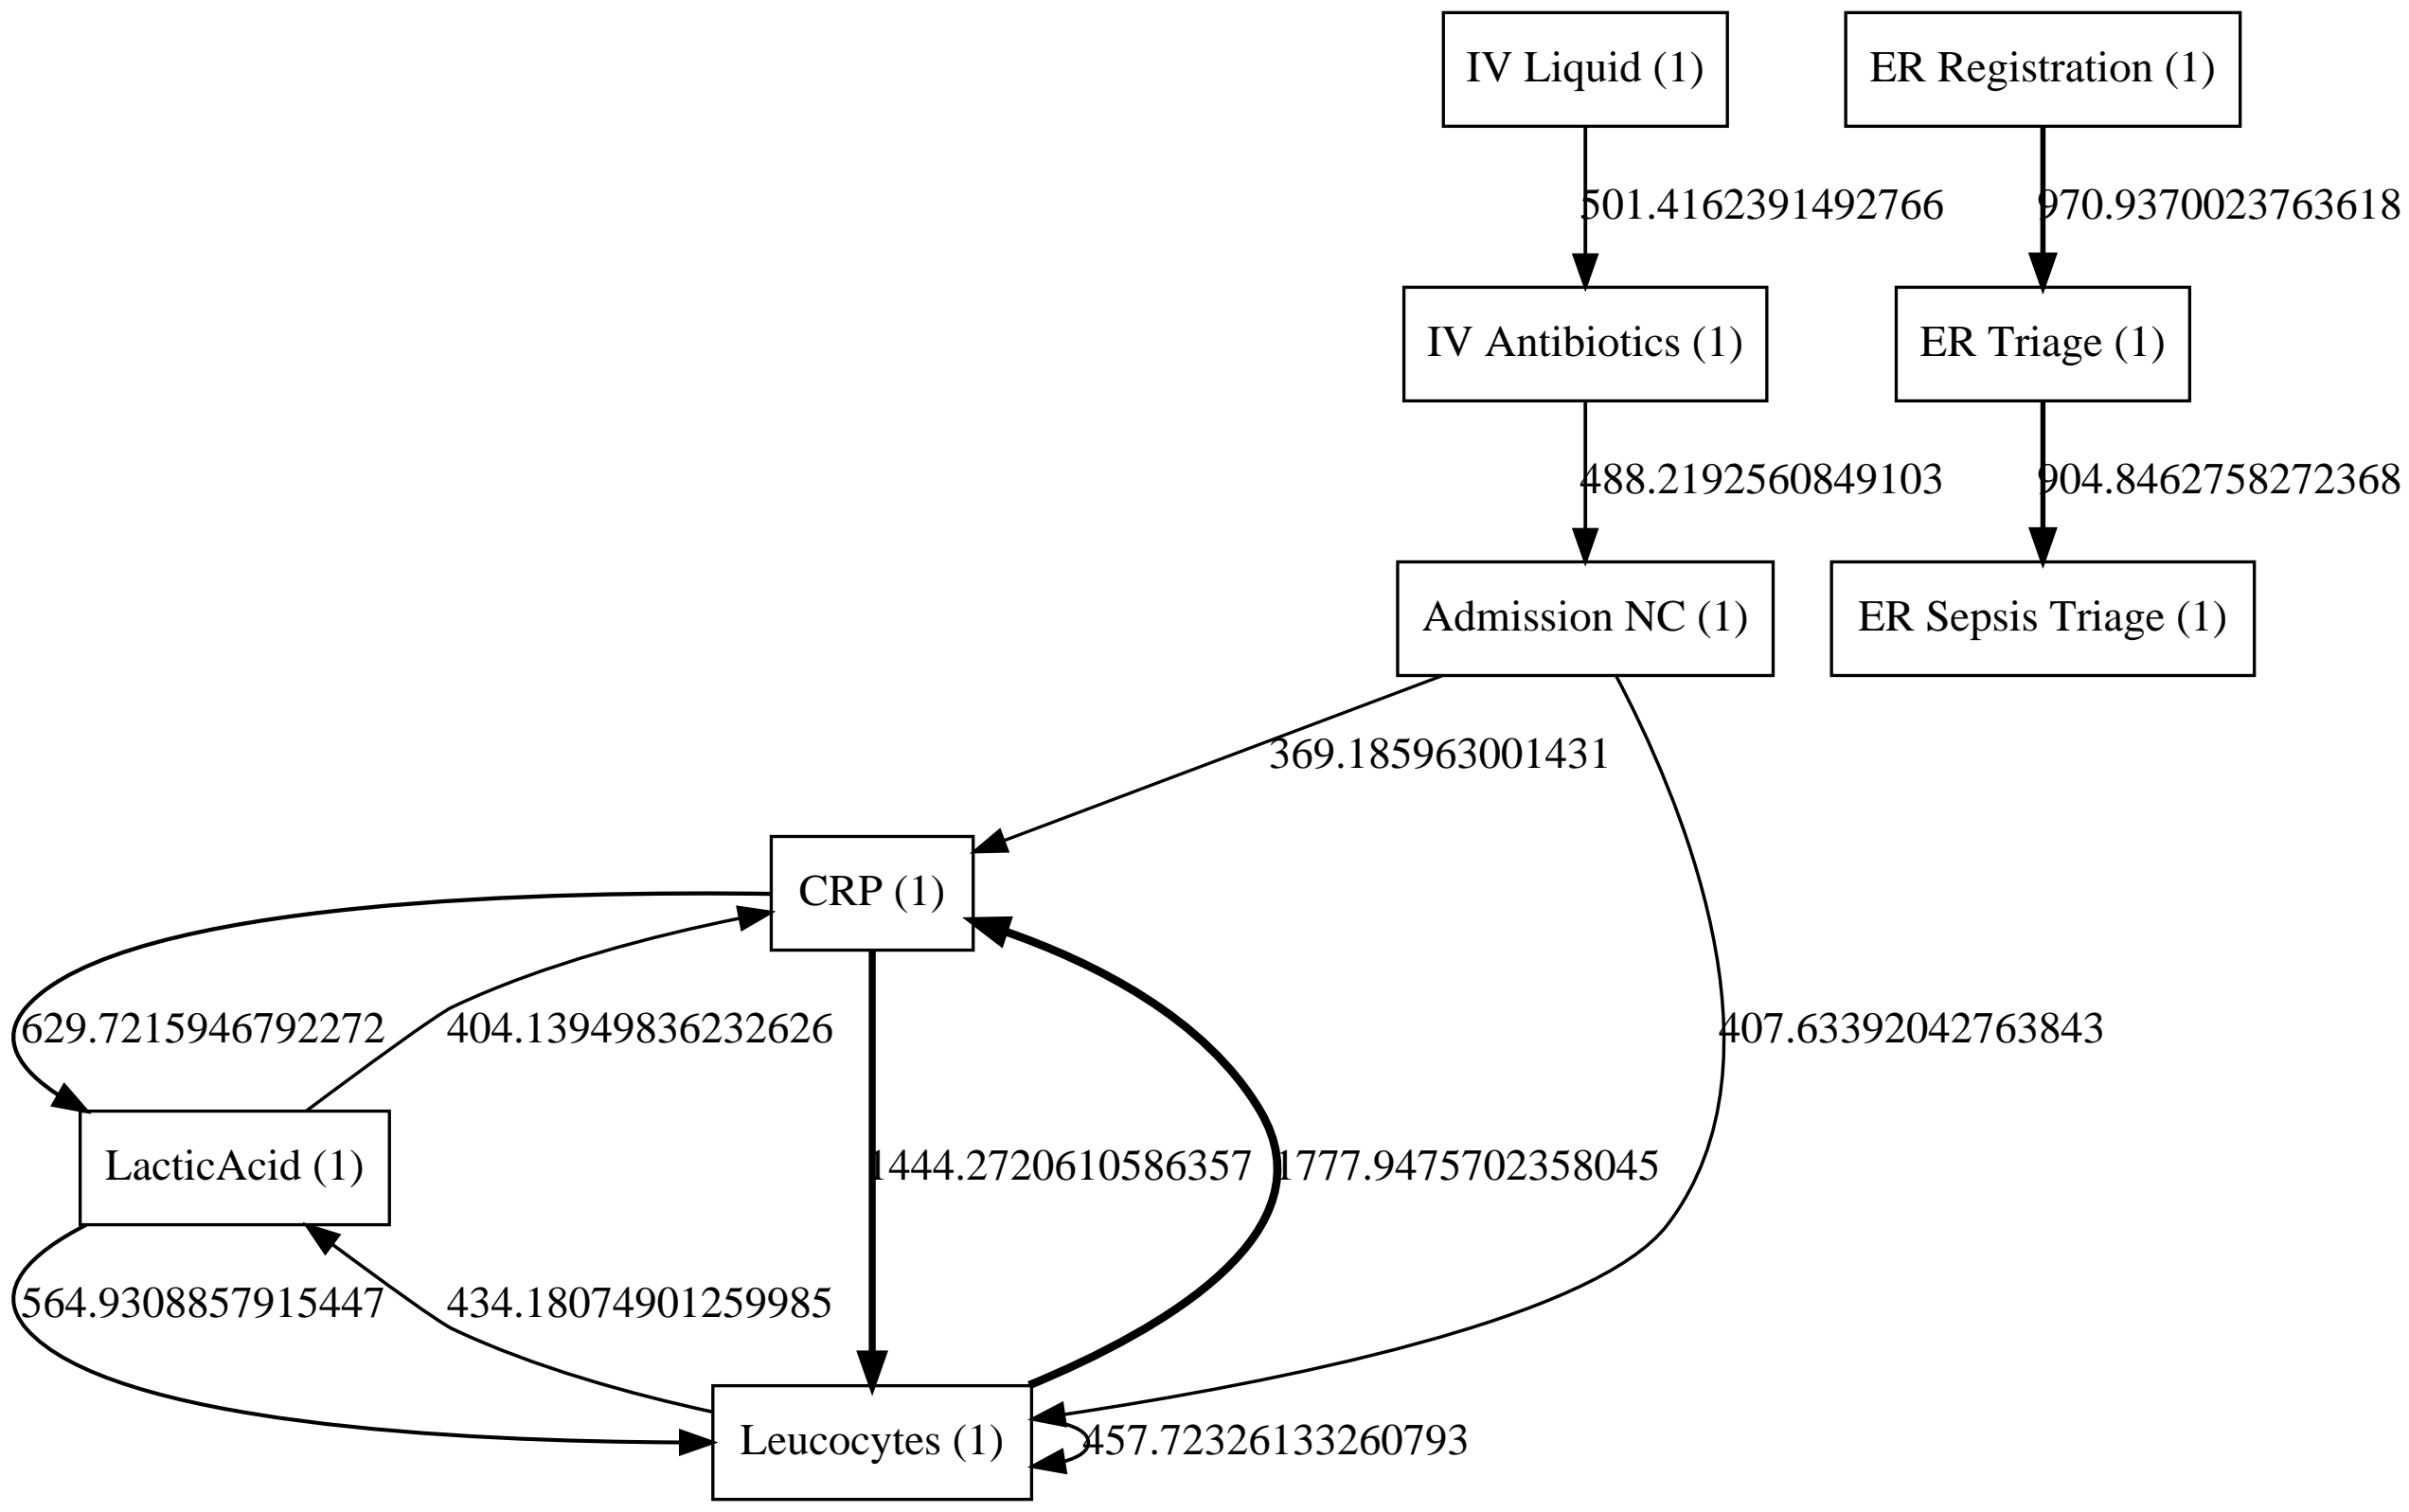 IV Liquid (1)
ER Registration (1)
501.4162391492766
970.9370023763618
IV Antibiotics (1)
ER Triage (1)
488.2192560849103
904.8462758272368
Admission NC (1)
ER Sepsis Triage (1)
369.185963001431
CRP (1)
629.7215946792272
404.13949836232626
407.63392042763843
LacticAcid (1)
1444.2720610586357
1777.9475702358045
564.9308857915447
434.18074901259985
Leucocytes (1)
457.72326133260793